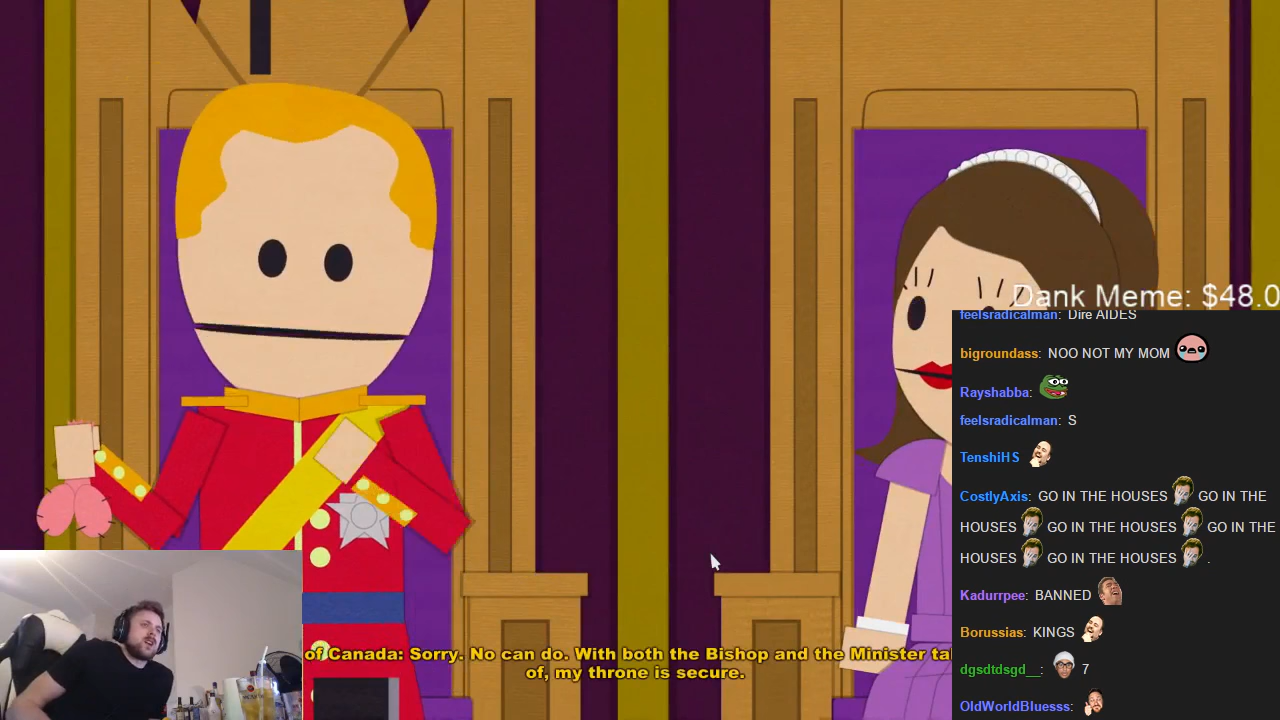 Dank Meme: $48.0
feelsradicalman: Dire AIDES
bigroundass: NOO NOT MY MOM
Rayshabba:
feelsradicalman: S
TenshiHS
CostlyAxis: GO IN THE HOUSES GO IN THE
HOUSES GO IN THE HOUSES GO IN THE
HOUSES GO IN THE HOUSES .
Kadurrpee: BANNED
Borussias: KINGS
dgsdtdsgd__: 7
OldWorldBluesss:
of Canada: Sorry. No can do. With both the Bishop and the Minister ta
of, my throne is secure.